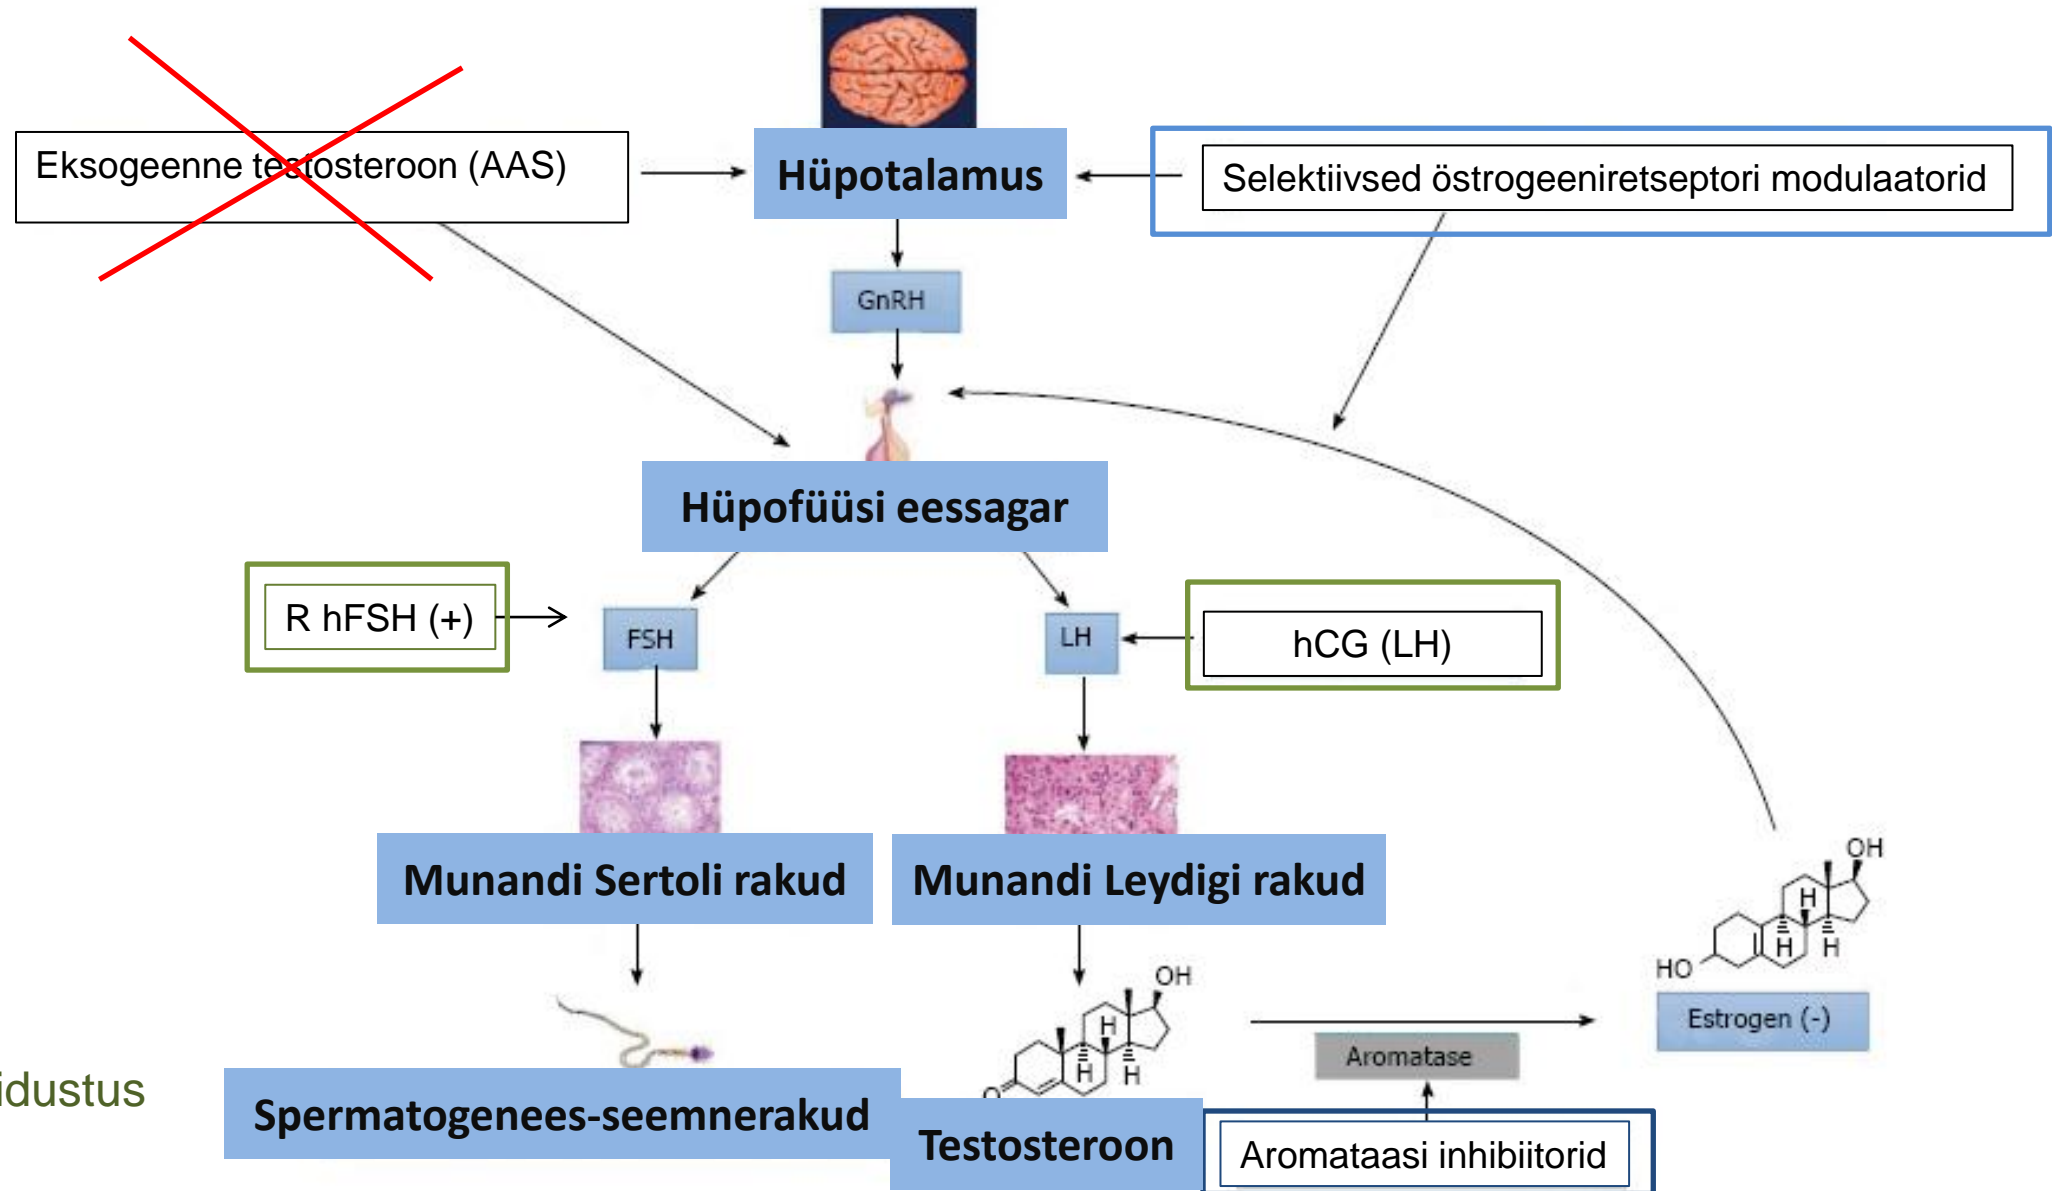 Eksogeenne testosteroon (AAS)
Hüpotalamus
Selektiivsed östrogeeniretseptori modulaatorid
GnRH
Hüpofüüsi eessagar
R hFSH (+)
FSH
LH
hCG (LH)
Munandi Sertoli rakud
Munandi Leydigi rakud
OH
H
H
H
HO
Estrogen (-)
OH
H
H
H
O
Aromatase
idustus
Spermatogenees-seemnerakud
Testosteroon
Aromataasi inhibiitorid